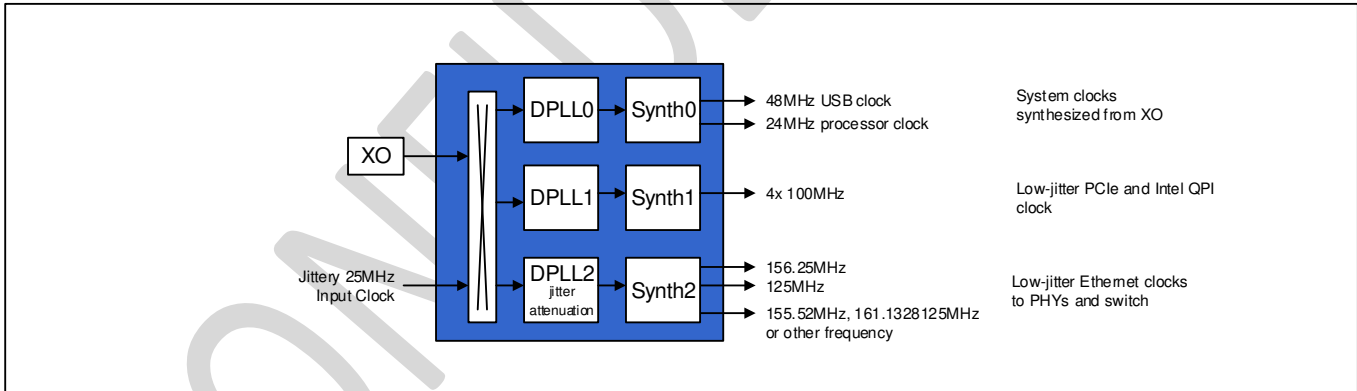 DPLL0
Synth0
48MHz USB clock
24MHz processor clock
System clocks
synthesized from XO
XO
DPLL1
Synth1
4x 100MHz
Low-jitter PCIe and Intel QPI
clock
Jittery 25MHz
Input Clock
DPLL2
jitter
attenuation
Synth2
156.25MHz
125MHz
155.52MHz, 161.1328125MHz
or other frequency
Low-jitter Ethernet clocks
to PHYs and switch